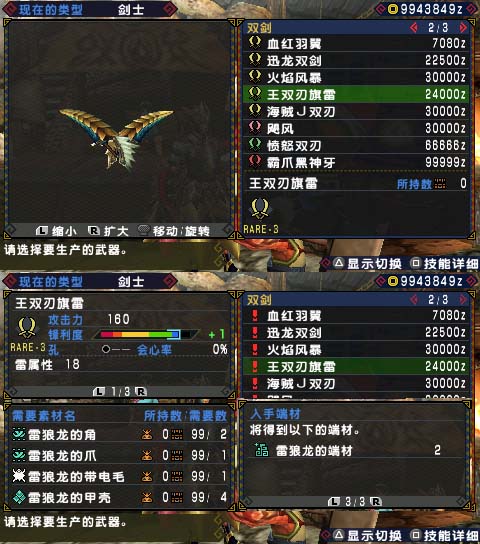 现在的类型 剑士
9943849z
双剑 2/3
血红羽翼 7080z
迅龙双剑 22500z
火焰风暴 30000z
王双刃旗雷 24000z
海贼J双刃 30000z
飓风 30000z
愤怒双刃 66666z
霸爪黑神牙 99999z
王双刃旗雷 所持数 0
RARE-3
L缩小 R扩大 移动/旋转
请选择要生产的武器。
△显示切换 □技能详细
现在的类型 剑士
9943849z
王双刃旗雷
RARE-3
攻击力 160
锋利度 +1
孔 ●-- 会心率 0%
雷属性 18
L 1/3 R
双剑 2/3
血红羽翼 7080z
迅龙双剑 22500z
火焰风暴 30000z
王双刃旗雷 24000z
海贼J双刃 30000z
需要素材名 所持数/需要数
雷狼龙的角 0 99/ 2
雷狼龙的爪 0 99/ 1
雷狼龙的带电毛 0 99/ 1
雷狼龙的甲壳 0 99/ 4
入手端材
将得到以下的端材。
雷狼龙的端材 2
L 3/3 R
请选择要生产的武器。
△显示切换 □技能详细